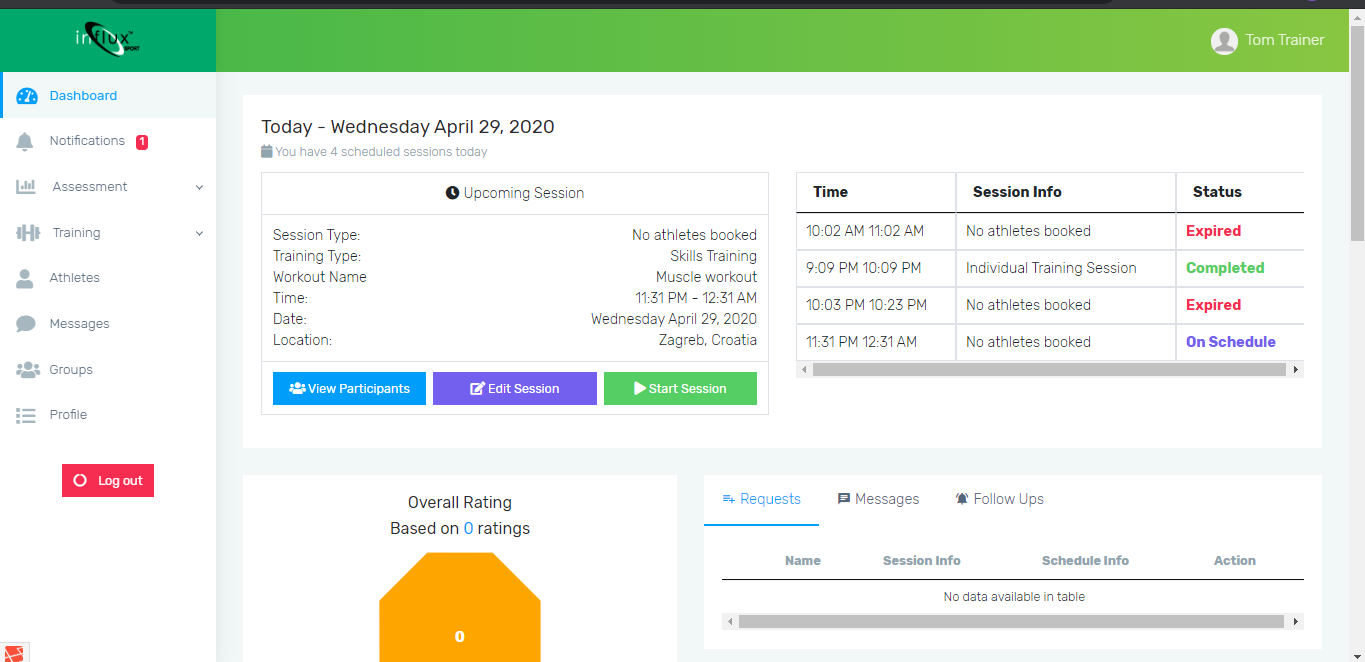 influx™
SPORT
Tom Trainer
Dashboard
Notifications 1
Assessment
Training
Athletes
Messages
Groups
Profile
Log out
Today - Wednesday April 29, 2020
You have 4 scheduled sessions today
Upcoming Session
Session Type: No athletes booked
Training Type: Skills Training
Workout Name Muscle workout
Time: 11:31 PM - 12:31 AM
Date: Wednesday April 29, 2020
Location: Zagreb, Croatia
View Participants Edit Session Start Session
Time Session Info Status
10:02 AM 11:02 AM No athletes booked Expired
9:09 PM 10:09 PM Individual Training Session Completed
10:03 PM 10:23 PM No athletes booked Expired
11:31 PM 12:31 AM No athletes booked On Schedule
Overall Rating
Based on 0 ratings
0
Requests Messages Follow Ups
Name Session Info Schedule Info Action
No data available in table